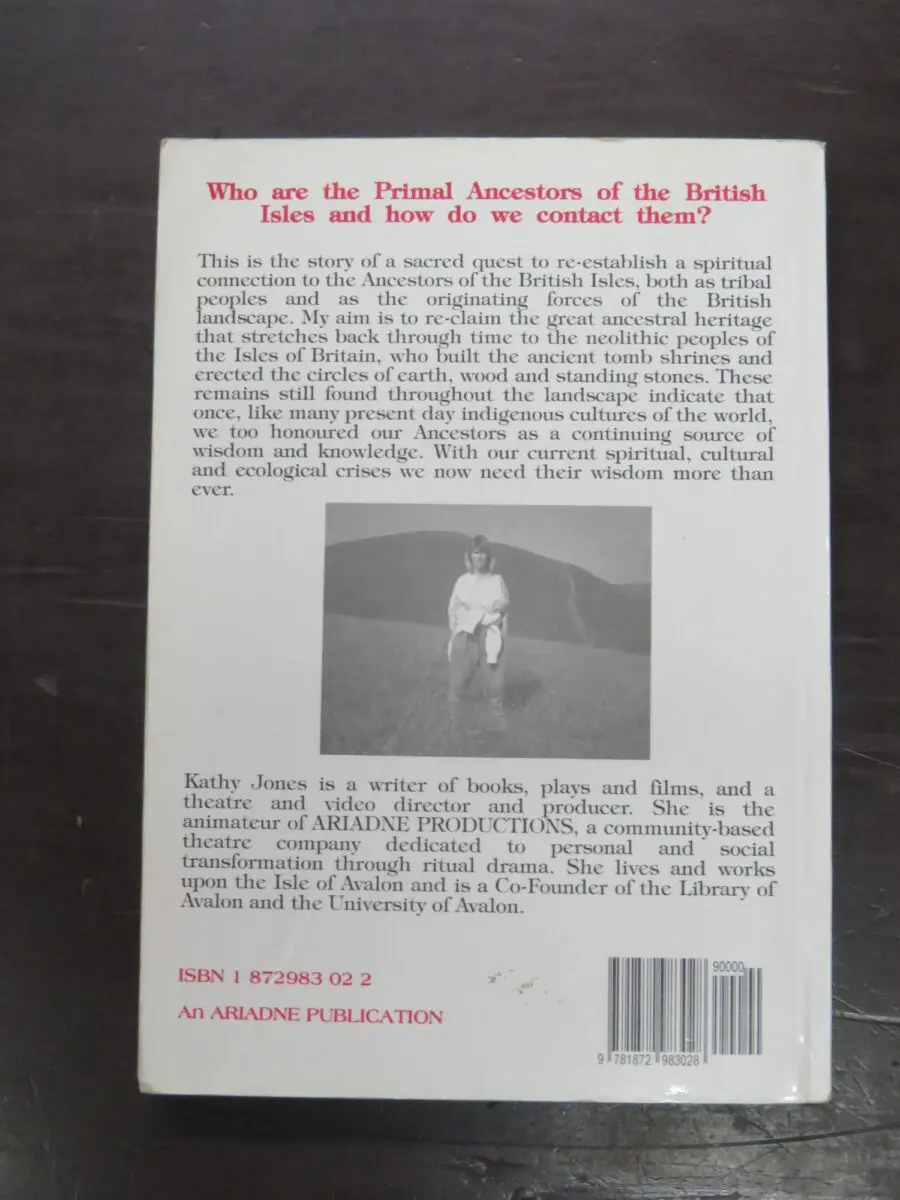 Who are the Primal Ancestors of the British
Isles and how do we contact them?
This is the story of a sacred quest to re-establish a spiritual
connection to the Ancestors of the British Isles, both as tribal
peoples and as the originating forces of the British
landscape. My aim is to re-claim the great ancestral heritage
that stretches back through time to the neolithic peoples of
the Isles of Britain, who built the ancient tomb shrines and
erected the circles of earth, wood and standing stones. These
remains still found throughout the landscape indicate that
once, like many present day indigenous cultures of the world,
we too honoured our Ancestors as a continuing source of
wisdom and knowledge. With our current spiritual, cultural
and ecological crises we now need their wisdom more than
ever.
Kathy Jones is a writer of books, plays and films, and a
theatre and video director and producer. She is the
animateur of ARIADNE PRODUCTIONS, a community-based
theatre company dedicated to personal and social
transformation through ritual drama. She lives and works
upon the Isle of Avalon and is a Co-Founder of the Library of
Avalon and the University of Avalon.
ISBN 1 872983 02 2
An ARIADNE PUBLICATION
90000
9 781872 983028